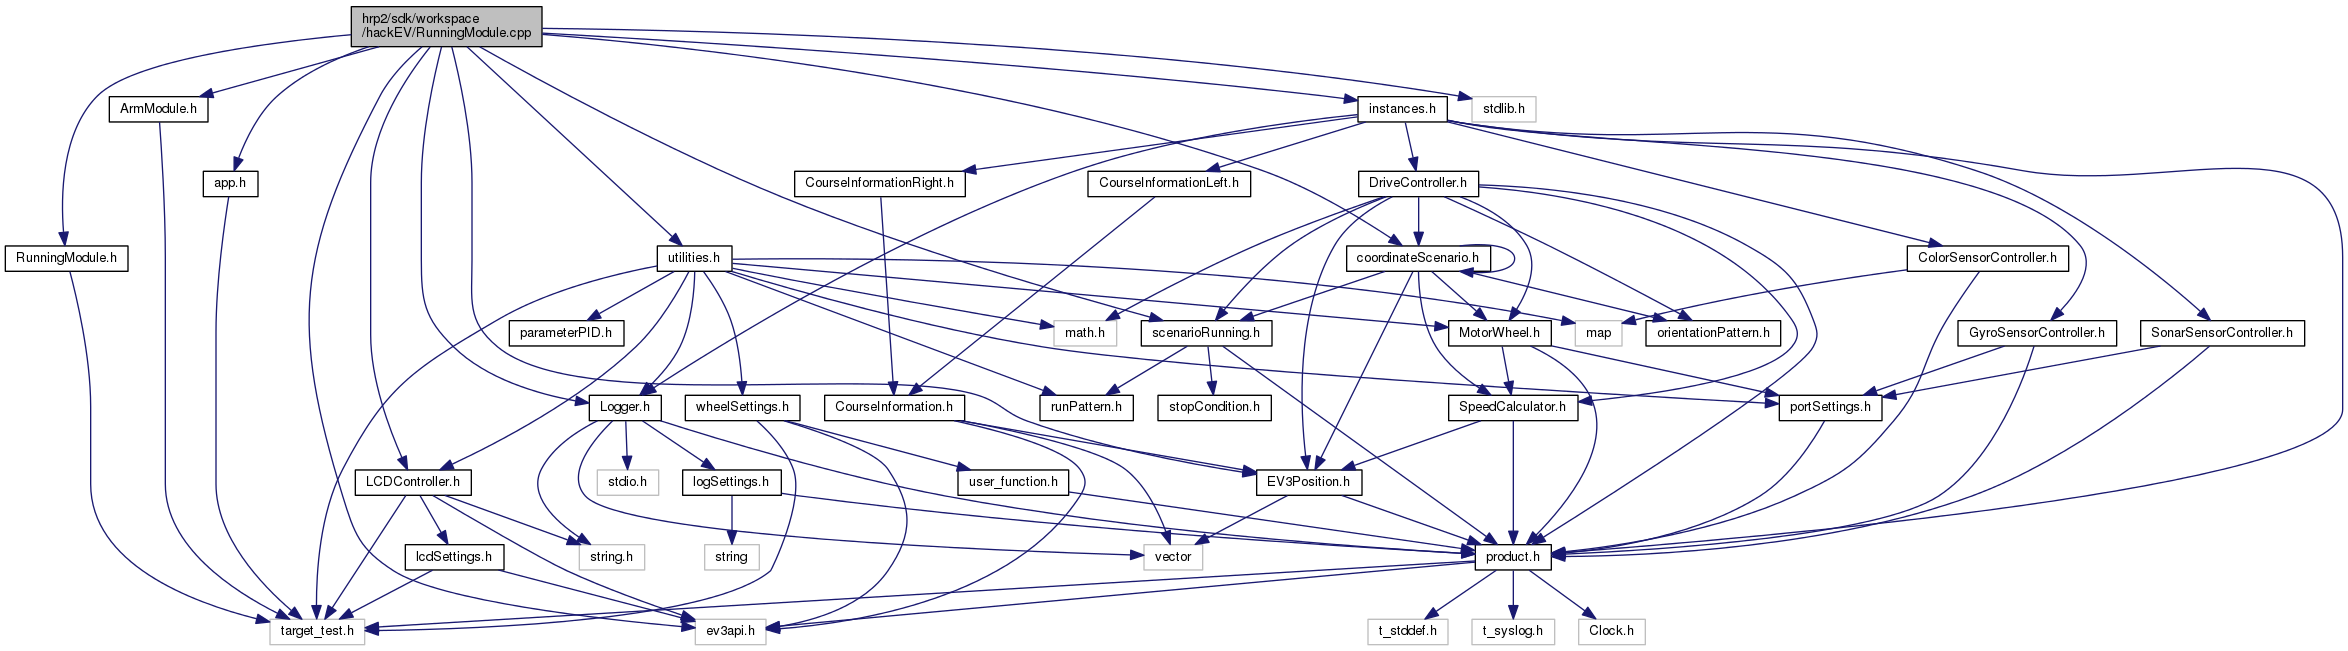 hrp2/sdk/workspace
/hackEV/RunningModule.cpp
ArmModule.h
instances.h
stdlib.h
app.h
CourseInformationRight.h
CourseInformationLeft.h
DriveController.h
RunningModule.h
utilities.h
coordinateScenario.h
ColorSensorController.h
parameterPID.h
math.h
scenarioRunning.h
MotorWheel.h
map
orientationPattern.h
GyroSensorController.h
SonarSensorController.h
Logger.h
wheelSettings.h
CourseInformation.h
runPattern.h
stopCondition.h
SpeedCalculator.h
portSettings.h
LCDController.h
stdio.h
logSettings.h
user_function.h
EV3Position.h
lcdSettings.h
string.h
string
vector
product.h
target_test.h
ev3api.h
t_stddef.h
t_syslog.h
Clock.h